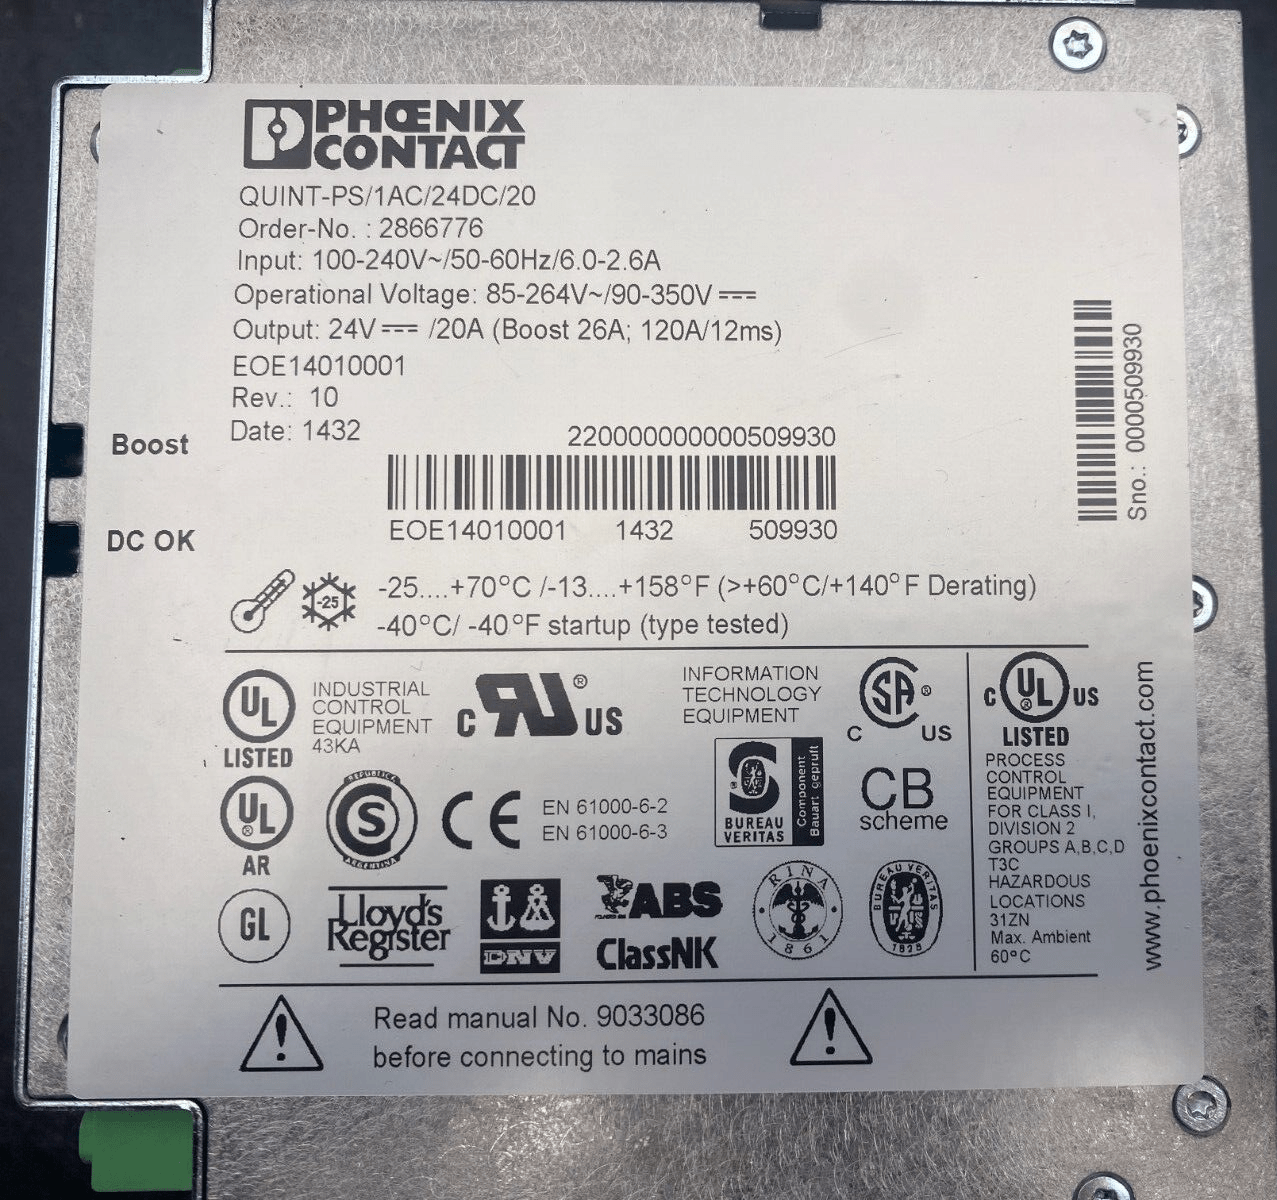 PHŒNIX
CONTACT
QUINT-PS/1AC/24DC/20
Order-No. : 2866776
Input: 100-240V~/50-60Hz/6.0-2.6A
Operational Voltage: 85-264V~/90-350V⎓
Output: 24V⎓ /20A (Boost 26A; 120A/12ms)
EOE14010001
Rev.: 10
Date: 1432
Boost
DC OK
220000000000509930
EOE14010001 1432 509930
Sno.: 0000509930
-25
-25....+70°C /-13....+158°F (>+60°C/+140°F Derating)
-40°C/ -40°F startup (type tested)
UL
LISTED
INDUSTRIAL
CONTROL
EQUIPMENT
43KA
C RU® US
INFORMATION
TECHNOLOGY
EQUIPMENT
SA®
C US
C UL® US
LISTED
PROCESS
CONTROL
EQUIPMENT
FOR CLASS I,
DIVISION 2
GROUPS A,B,C,D
T3C
HAZARDOUS
LOCATIONS
31ZN
Max. Ambient
60°C
UL®
AR
REPUBLICA
S
ARGENTINA
CE
EN 61000-6-2
EN 61000-6-3
BUREAU
VERITAS
Component
Bauart geprüft
CB
scheme
GL
Lloyd's
Register
DNV
ABS
ClassNK
RINA
1861
BUREAU VERITAS
1828
www.phoenixcontact.com
Read manual No. 9033086
before connecting to mains